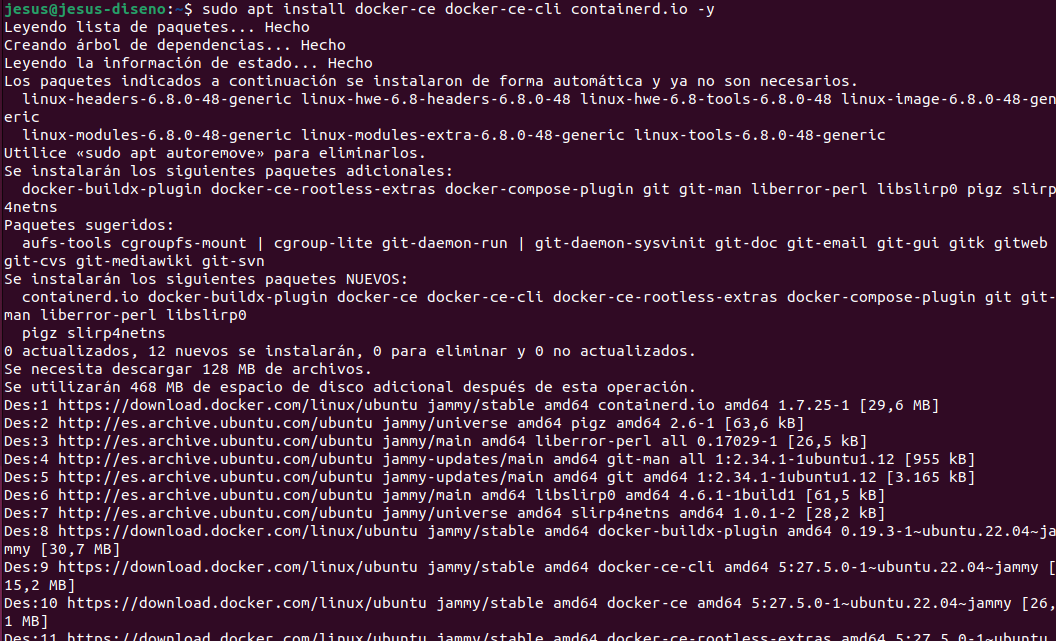 jesus@jesus-diseno:~$ sudo apt install docker-ce docker-ce-cli containerd.io -y
Leyendo lista de paquetes... Hecho
Creando árbol de dependencias... Hecho
Leyendo la información de estado... Hecho
Los paquetes indicados a continuación se instalaron de forma automática y ya no son necesarios.
  linux-headers-6.8.0-48-generic linux-hwe-6.8-headers-6.8.0-48 linux-hwe-6.8-tools-6.8.0-48 linux-image-6.8.0-48-gen
eric
  linux-modules-6.8.0-48-generic linux-modules-extra-6.8.0-48-generic linux-tools-6.8.0-48-generic
Utilice «sudo apt autoremove» para eliminarlos.
Se instalarán los siguientes paquetes adicionales:
  docker-buildx-plugin docker-ce-rootless-extras docker-compose-plugin git git-man liberror-perl libslirp0 pigz slirp
4netns
Paquetes sugeridos:
  aufs-tools cgroupfs-mount | cgroup-lite git-daemon-run | git-daemon-sysvinit git-doc git-email git-gui gitk gitweb
git-cvs git-mediawiki git-svn
Se instalarán los siguientes paquetes NUEVOS:
  containerd.io docker-buildx-plugin docker-ce docker-ce-cli docker-ce-rootless-extras docker-compose-plugin git git-
man liberror-perl libslirp0
  pigz slirp4netns
0 actualizados, 12 nuevos se instalarán, 0 para eliminar y 0 no actualizados.
Se necesita descargar 128 MB de archivos.
Se utilizarán 468 MB de espacio de disco adicional después de esta operación.
Des:1 https://download.docker.com/linux/ubuntu jammy/stable amd64 containerd.io amd64 1.7.25-1 [29,6 MB]
Des:2 http://es.archive.ubuntu.com/ubuntu jammy/universe amd64 pigz amd64 2.6-1 [63,6 kB]
Des:3 http://es.archive.ubuntu.com/ubuntu jammy/main amd64 liberror-perl all 0.17029-1 [26,5 kB]
Des:4 http://es.archive.ubuntu.com/ubuntu jammy-updates/main amd64 git-man all 1:2.34.1-1ubuntu1.12 [955 kB]
Des:5 http://es.archive.ubuntu.com/ubuntu jammy-updates/main amd64 git amd64 1:2.34.1-1ubuntu1.12 [3.165 kB]
Des:6 http://es.archive.ubuntu.com/ubuntu jammy/main amd64 libslirp0 amd64 4.6.1-1build1 [61,5 kB]
Des:7 http://es.archive.ubuntu.com/ubuntu jammy/universe amd64 slirp4netns amd64 1.0.1-2 [28,2 kB]
Des:8 https://download.docker.com/linux/ubuntu jammy/stable amd64 docker-buildx-plugin amd64 0.19.3-1~ubuntu.22.04~ja
mmy [30,7 MB]
Des:9 https://download.docker.com/linux/ubuntu jammy/stable amd64 docker-ce-cli amd64 5:27.5.0-1~ubuntu.22.04~jammy [
15,2 MB]
Des:10 https://download.docker.com/linux/ubuntu jammy/stable amd64 docker-ce amd64 5:27.5.0-1~ubuntu.22.04~jammy [26,
1 MB]
Des:11 https://download.docker.com/linux/ubuntu jammy/stable amd64 docker-ce-rootless-extras amd64 5:27.5.0-1~ubuntu